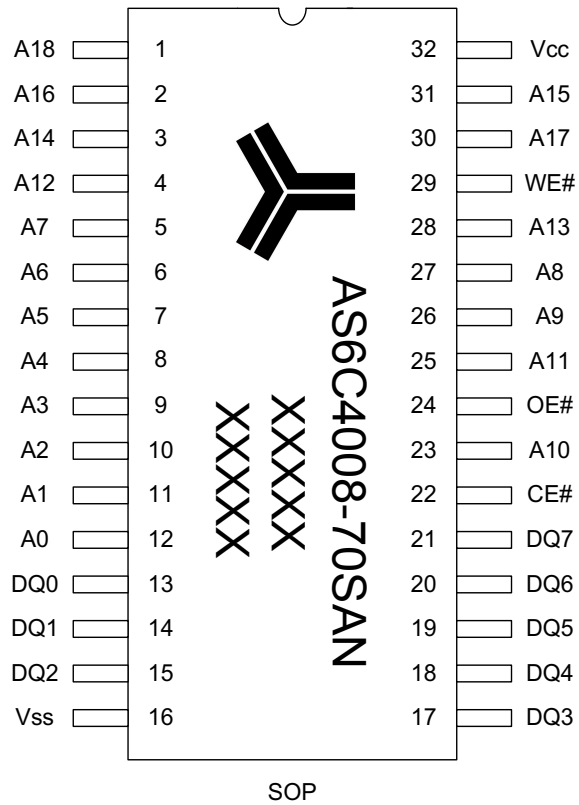 A18 1 32 Vcc
A16 2 31 A15
A14 3 30 A17
A12 4 29 WE#
A7 5 28 A13
A6 6 27 A8
A5 7 26 A9
A4 8 25 A11
A3 9 24 OE#
A2 10 23 A10
A1 11 22 CE#
A0 12 21 DQ7
DQ0 13 20 DQ6
DQ1 14 19 DQ5
DQ2 15 18 DQ4
Vss 16 17 DQ3
AS6C4008-70SAN
XXXXX
XXXXX
SOP